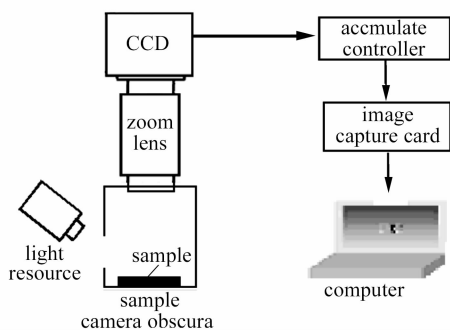 CCD
accmulate
controller
zoom
lens
image
capture card
light
resource
sample
sample
camera obscura
computer